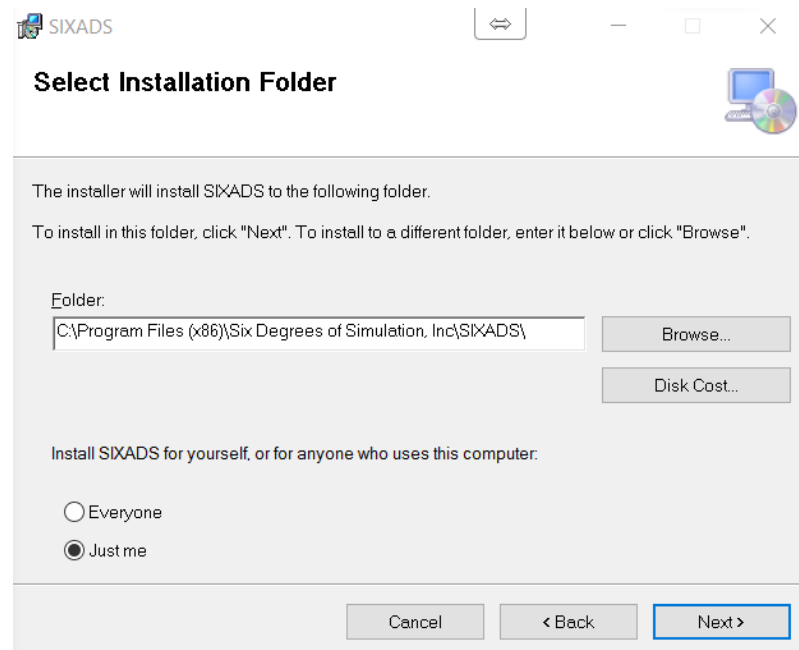 SIXADS
Select Installation Folder
The installer will install SIXADS to the following folder.
To install in this folder, click "Next". To install to a different folder, enter it below or click "Browse".
Folder:
C:\Program Files (x86)\Six Degrees of Simulation, Inc\SIXADS\
Browse...
Disk Cost...
Install SIXADS for yourself, or for anyone who uses this computer:
Everyone
Just me
Cancel
< Back
Next >